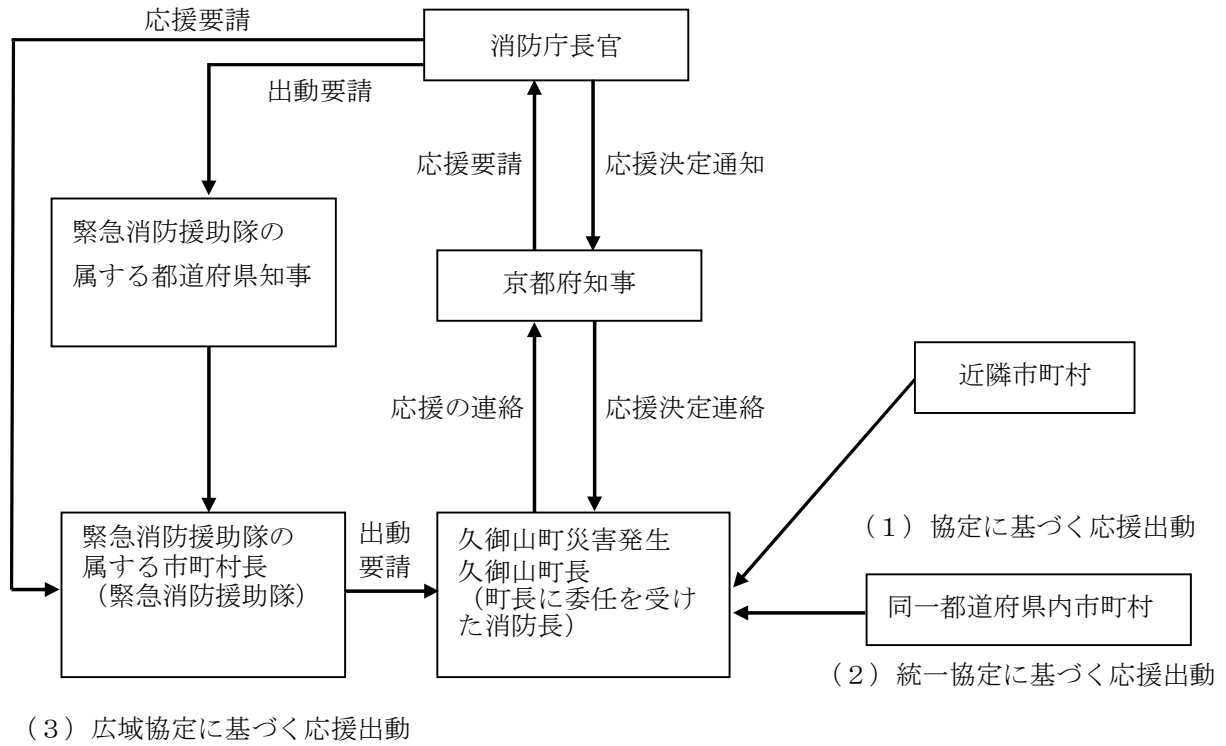 応援要請
消防庁長官
出動要請
応援要請
応援決定通知
緊急消防援助隊の
属する都道府県知事
京都府知事
近隣市町村
応援の連絡
応援決定連絡
緊急消防援助隊の
属する市町村長
（緊急消防援助隊）
出動
要請
久御山町災害発生
久御山町長
（町長に委任を受け
た消防長）
（１）協定に基づく応援出動
同一都道府県内市町村
（２）統一協定に基づく応援出動
（３）広域協定に基づく応援出動